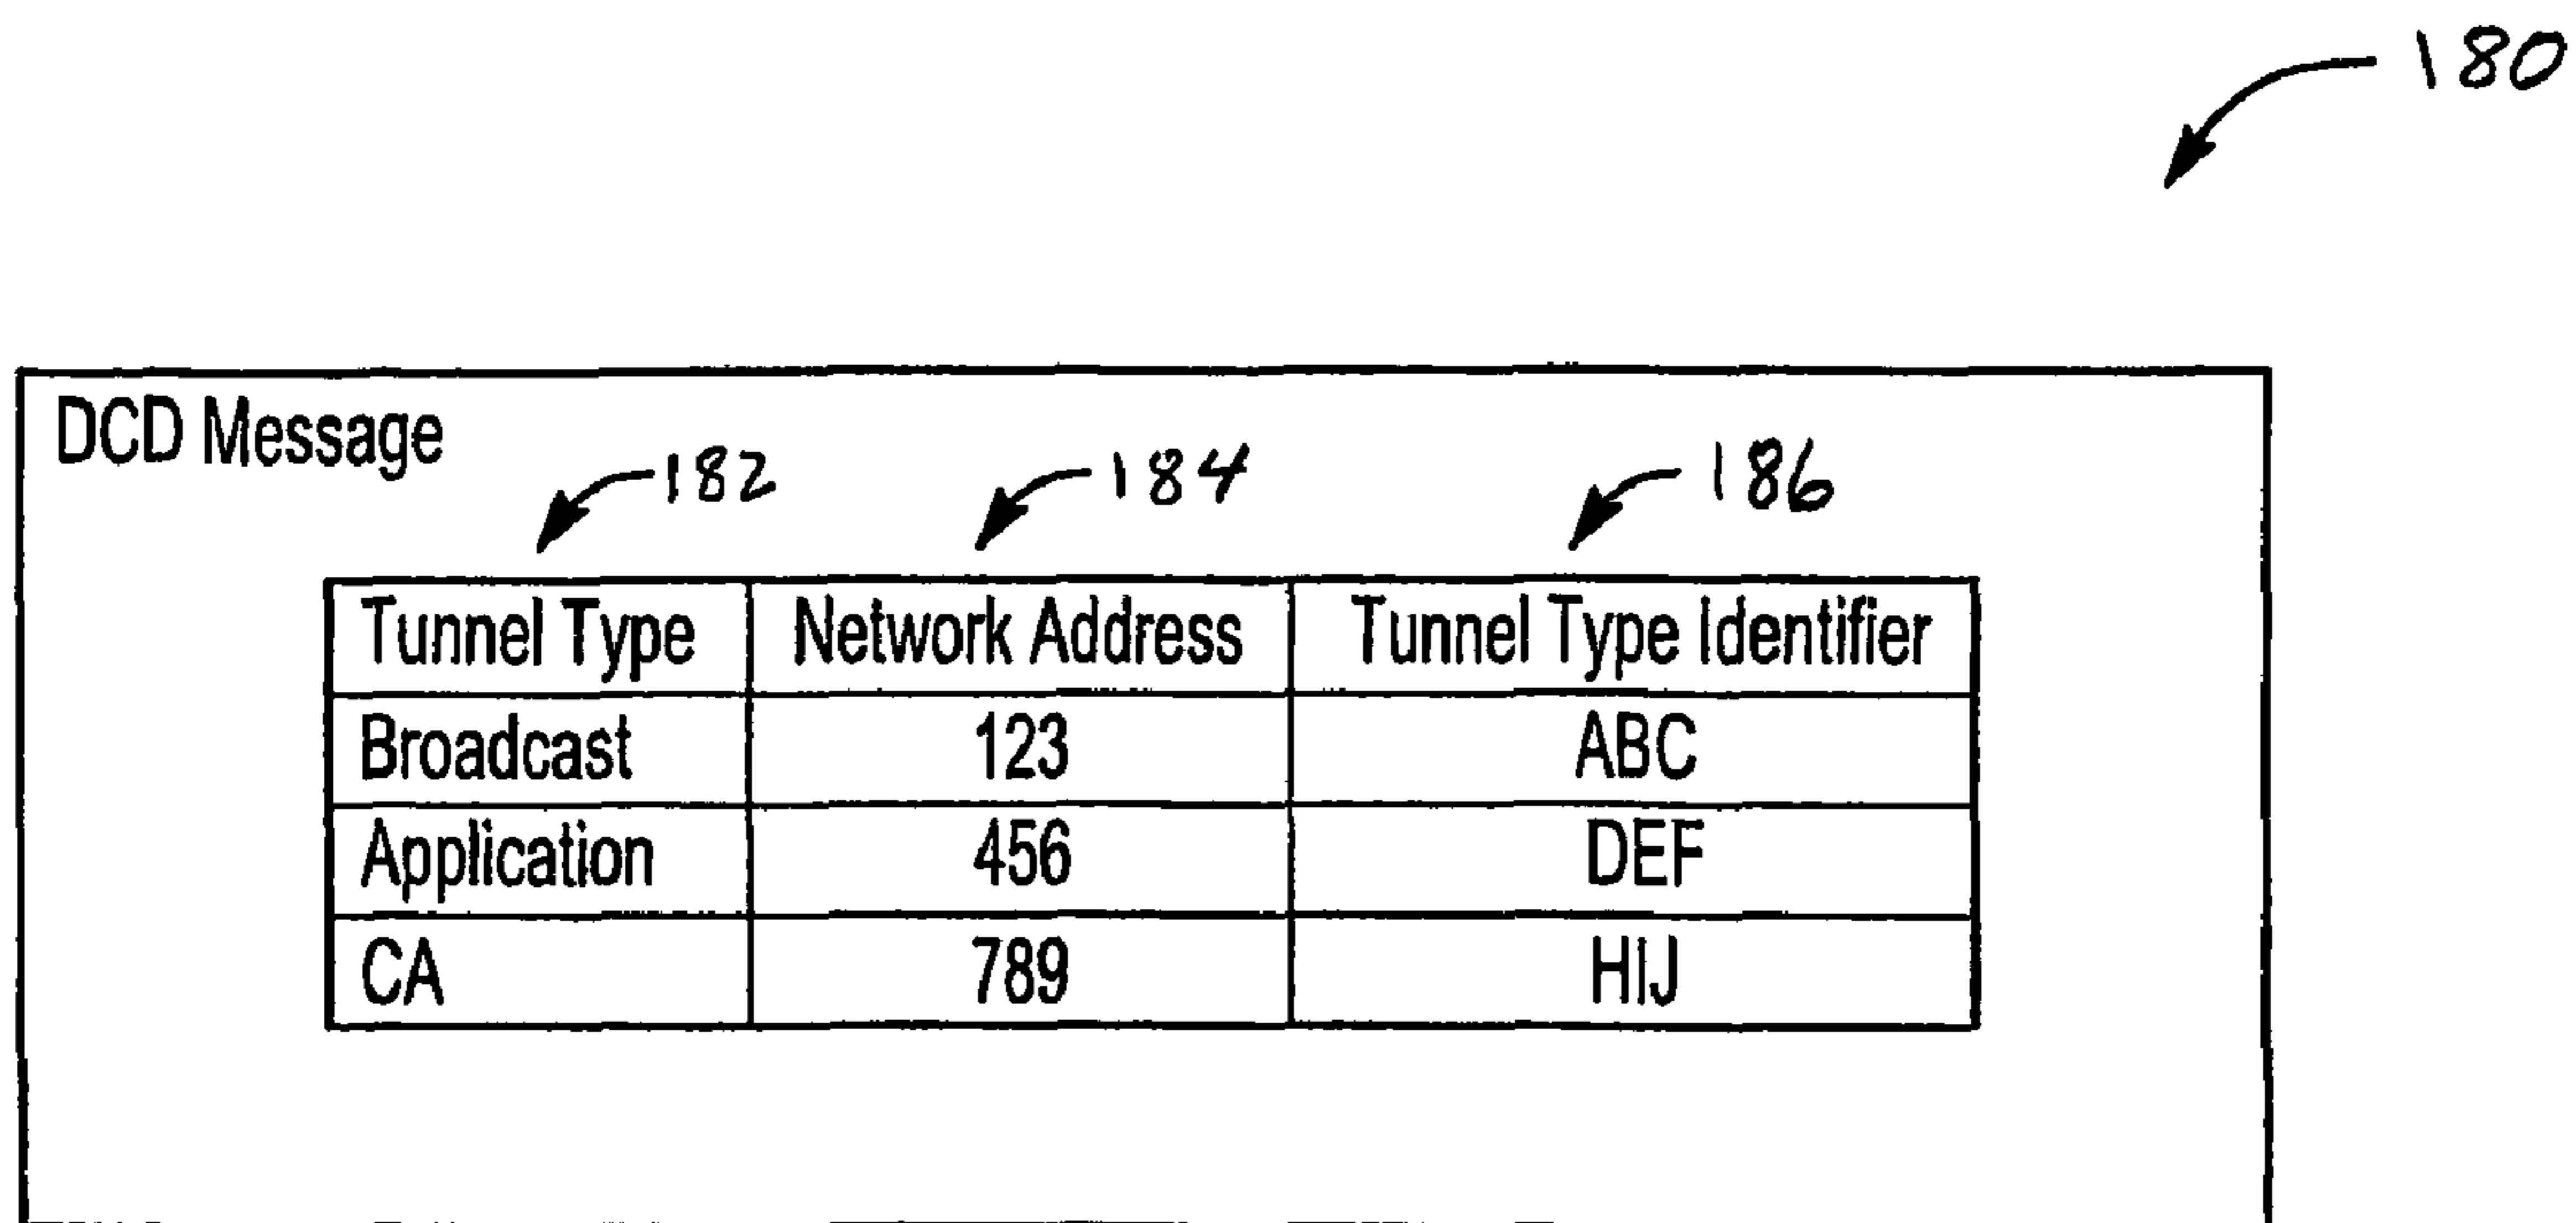 180
DCD Message
182 184 186
Tunnel Type Network Address Tunnel Type Identifier
Broadcast 123 ABC
Application 456 DEF
CA 789 HIJ